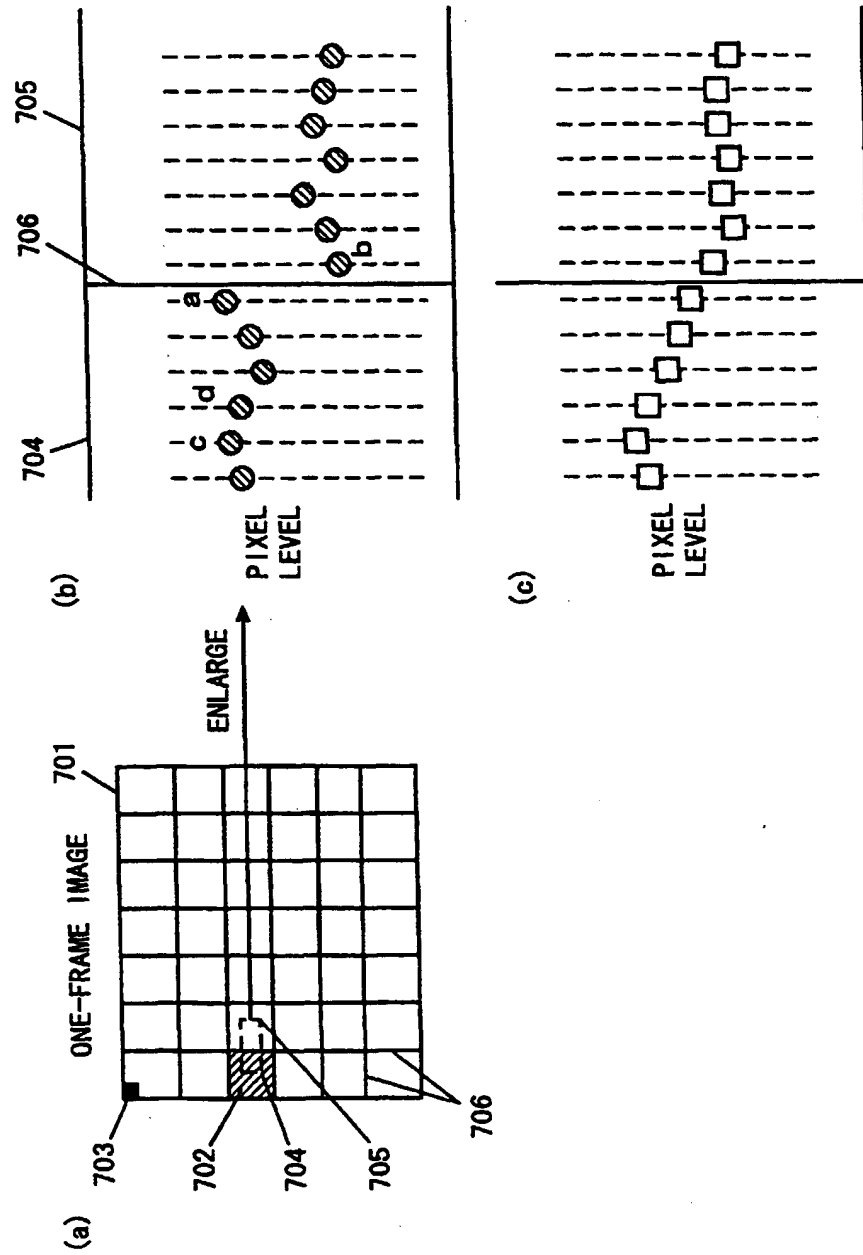 (a)
ONE-FRAME IMAGE
701
703
702
704
705
706
ENLARGE
(b)
704
706
705
PIXEL
LEVEL
c
d
a
b
(c)
PIXEL
LEVEL